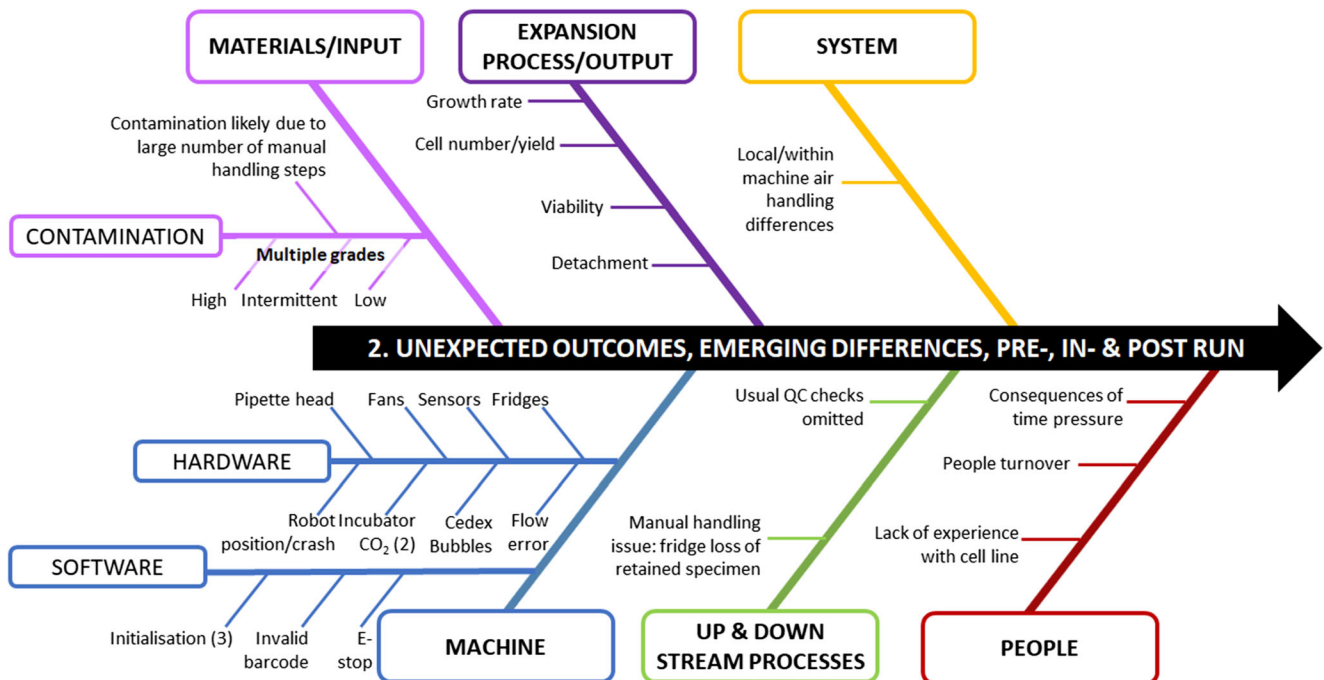 MATERIALS/INPUT
EXPANSION
PROCESS/OUTPUT
SYSTEM
Contamination likely due to
large number of manual
handling steps
CONTAMINATION
Multiple grades
High
Intermittent
Low
Growth rate
Cell number/yield
Viability
Detachment
Local/within
machine air
handling
differences
2. UNEXPECTED OUTCOMES, EMERGING DIFFERENCES, PRE-, IN- & POST RUN
Pipette head
Fans
Sensors
Fridges
HARDWARE
Robot
position/crash
Incubator
CO₂ (2)
Cedex
Bubbles
Flow
error
SOFTWARE
Initialisation (3)
Invalid
barcode
E-
stop
MACHINE
Usual QC checks
omitted
Manual handling
issue: fridge loss of
retained specimen
UP & DOWN
STREAM PROCESSES
Consequences of
time pressure
People turnover
Lack of experience
with cell line
PEOPLE